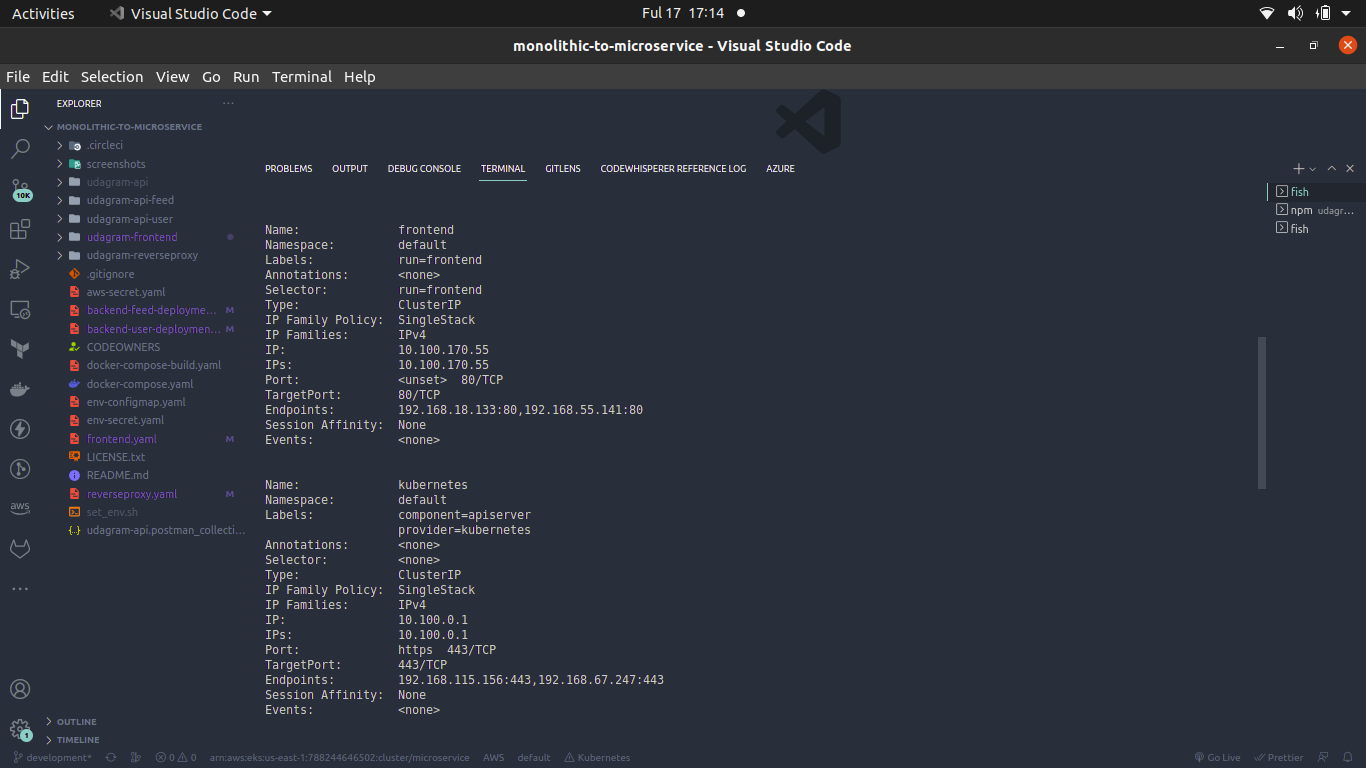 Activities
Visual Studio Code
Ful 17 17:14
monolithic-to-microservice - Visual Studio Code
File Edit Selection View Go Run Terminal Help
EXPLORER
MONOLITHIC-TO-MICROSERVICE
.circleci
screenshots
udagram-api
udagram-api-feed
udagram-api-user
udagram-frontend
udagram-reverseproxy
.gitignore
aws-secret.yaml
backend-feed-deployme... M
backend-user-deploymen... M
CODEOWNERS
docker-compose-build.yaml
docker-compose.yaml
env-configmap.yaml
env-secret.yaml
frontend.yaml M
LICENSE.txt
README.md
reverseproxy.yaml M
set_env.sh
udagram-api.postman_collecti...
OUTLINE
TIMELINE
10K
aws
1
PROBLEMS OUTPUT DEBUG CONSOLE TERMINAL GITLENS CODEWHISPERER REFERENCE LOG AZURE
Name: frontend
Namespace: default
Labels: run=frontend
Annotations: <none>
Selector: run=frontend
Type: ClusterIP
IP Family Policy: SingleStack
IP Families: IPv4
IP: 10.100.170.55
IPs: 10.100.170.55
Port: <unset> 80/TCP
TargetPort: 80/TCP
Endpoints: 192.168.18.133:80,192.168.55.141:80
Session Affinity: None
Events: <none>
Name: kubernetes
Namespace: default
Labels: component=apiserver
provider=kubernetes
Annotations: <none>
Selector: <none>
Type: ClusterIP
IP Family Policy: SingleStack
IP Families: IPv4
IP: 10.100.0.1
IPs: 10.100.0.1
Port: https 443/TCP
TargetPort: 443/TCP
Endpoints: 192.168.115.156:443,192.168.67.247:443
Session Affinity: None
Events: <none>
fish
npm udagr...
fish
development* 0 0 arn:aws:eks:us-east-1:788244646502:cluster/microservice AWS default Kubernetes Go Live Prettier